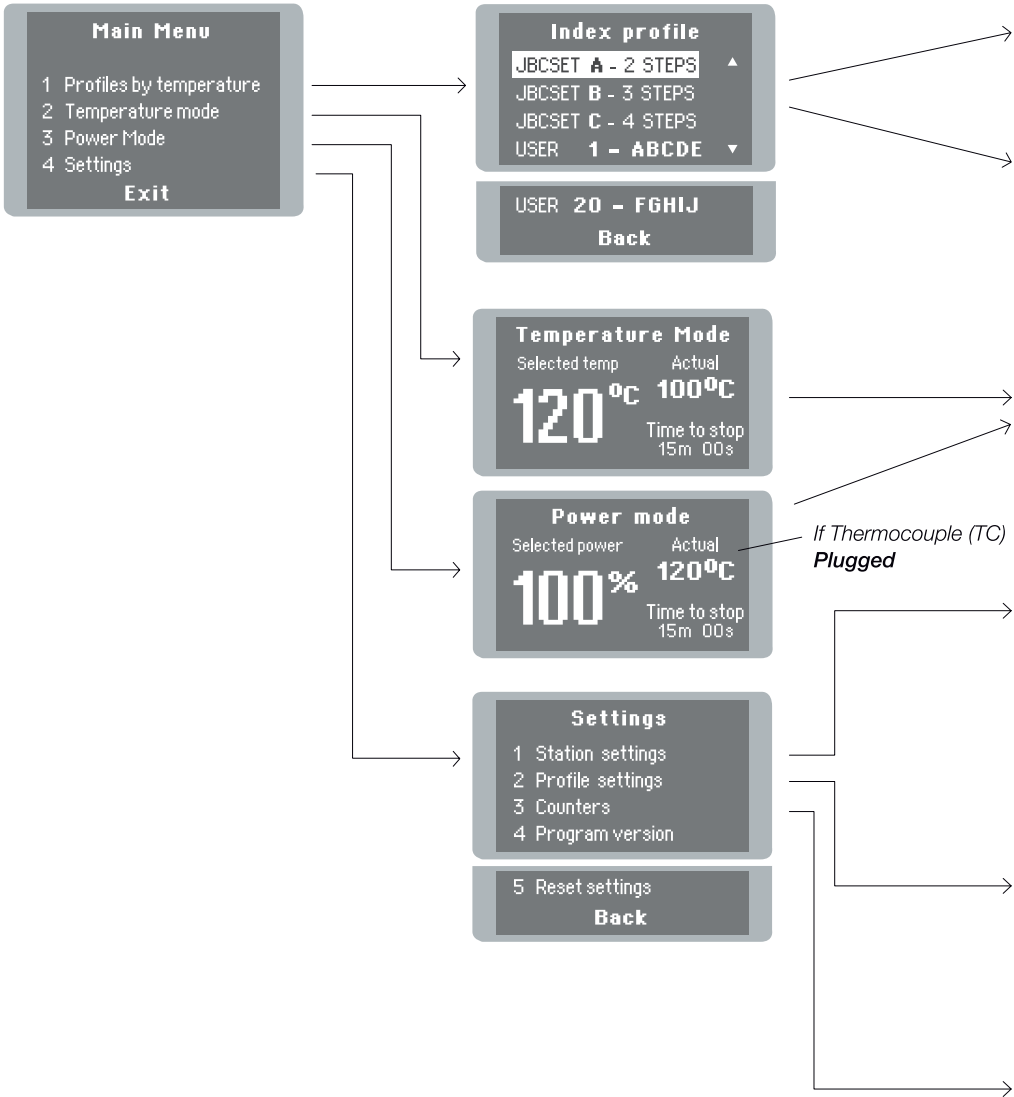 Main Menu
1 Profiles by temperature
2 Temperature mode
3 Power Mode
4 Settings
Exit
Index profile
JBCSET A - 2 STEPS ▲
JBCSET B - 3 STEPS
JBCSET C - 4 STEPS
USER 1 - ABCDE ▼
USER 20 - FGHIJ
Back
Temperature Mode
Selected temp Actual
120ºC 100ºC
Time to stop
15m 00s
Power mode
Selected power Actual
100% 120ºC
Time to stop
15m 00s
If Thermocouple (TC)
Plugged
Settings
1 Station settings
2 Profile settings
3 Counters
4 Program version
5 Reset settings
Back